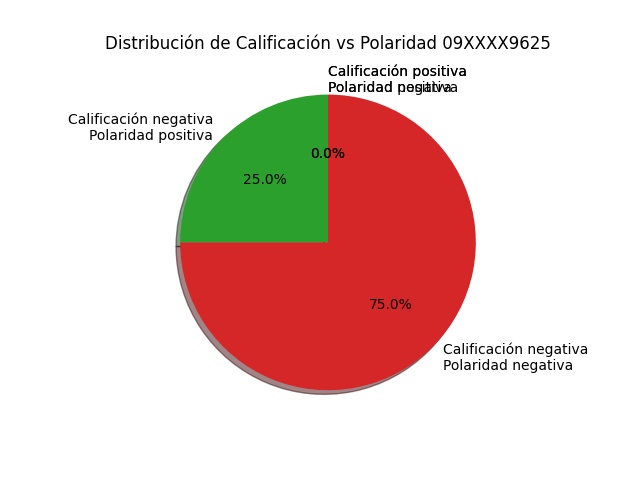 Distribución de Calificación vs Polaridad 09XXXX9625
Calificación positiva
Polaridad
Calificación negativa
Polaridad positiva
0.0%
25.0%
75.0%
Calificación negativa
Polaridad negativa